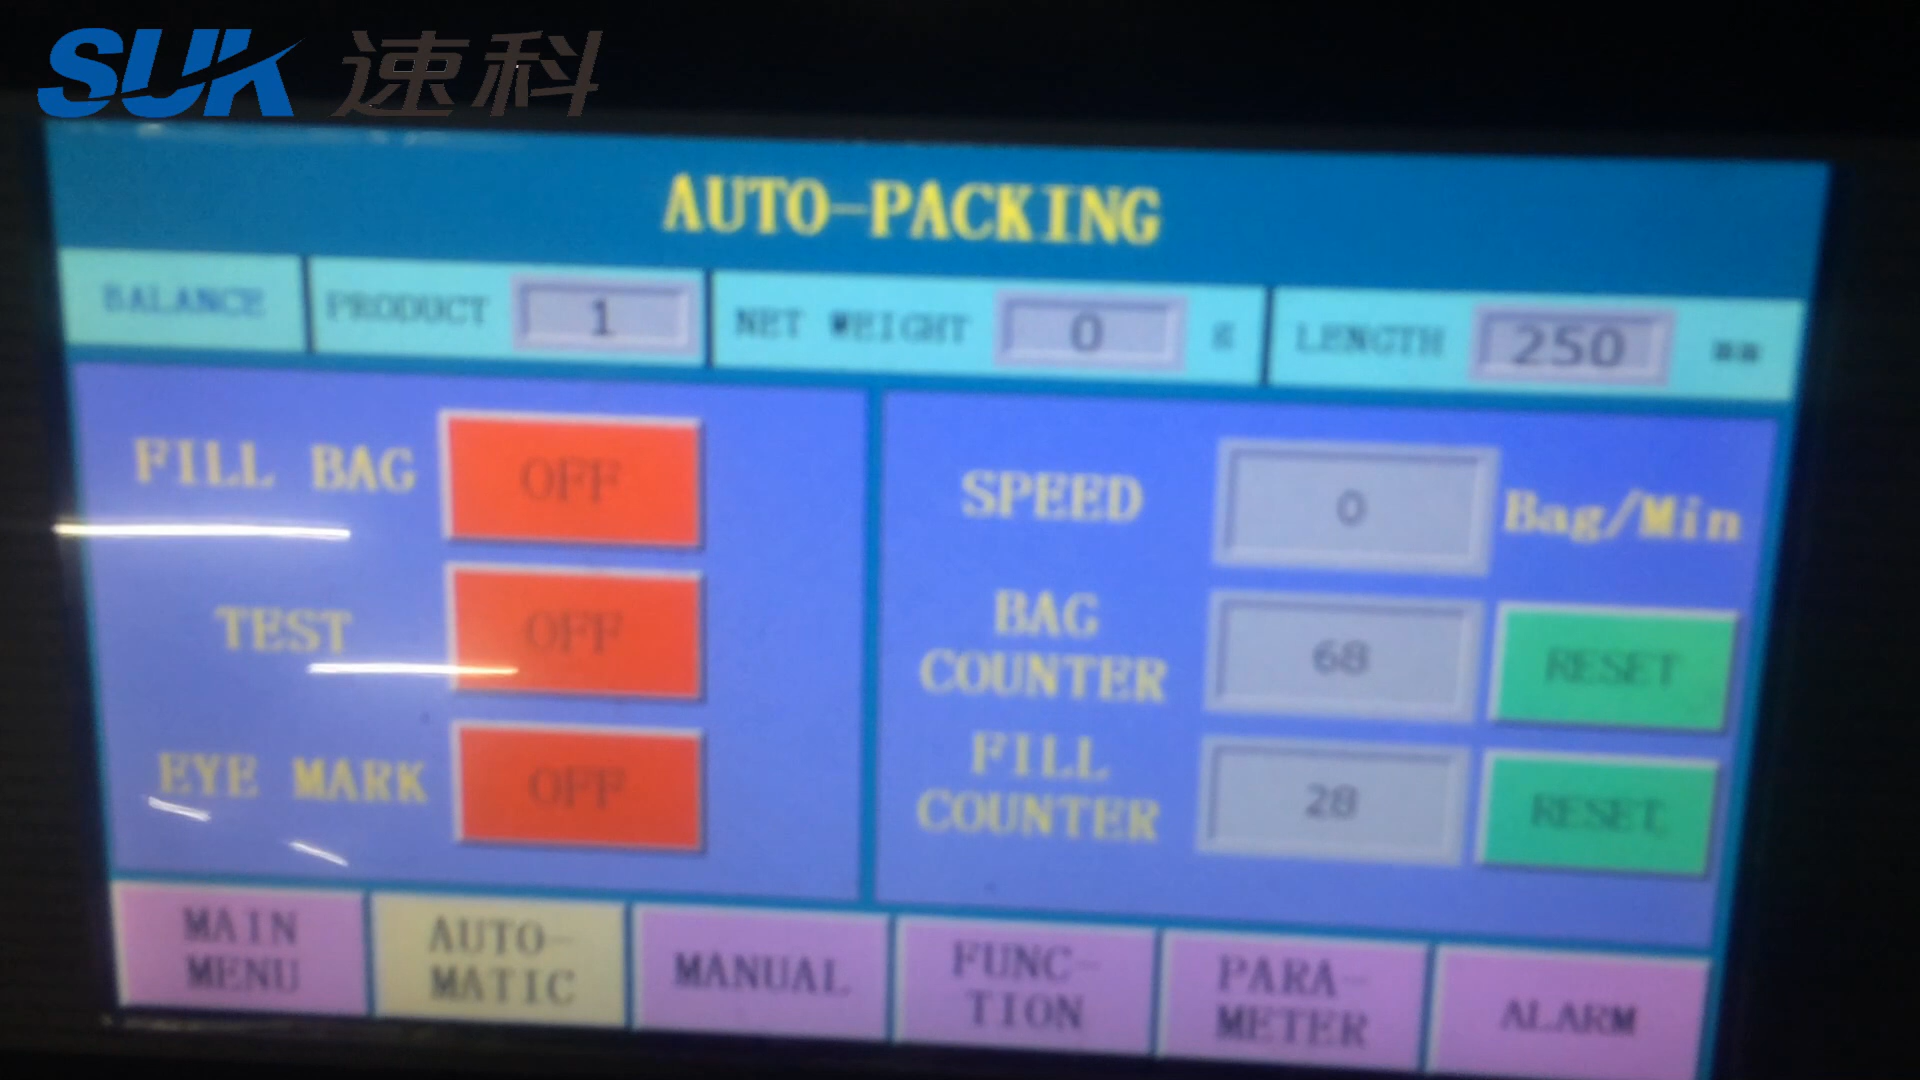 SUK 速科
AUTO-PACKING
BALANCE PRODUCT 1 NET WEIGHT 0 g LENGTH 250 mm
FILL BAG OFF
TEST OFF
EYE MARK OFF
SPEED 0 Bag/Min
BAG
COUNTER 68 RESET
FILL
COUNTER 28 RESET
MAIN
MENU
AUTO-
MATIC
MANUAL
FUNC-
TION
PARA-
METER
ALARM